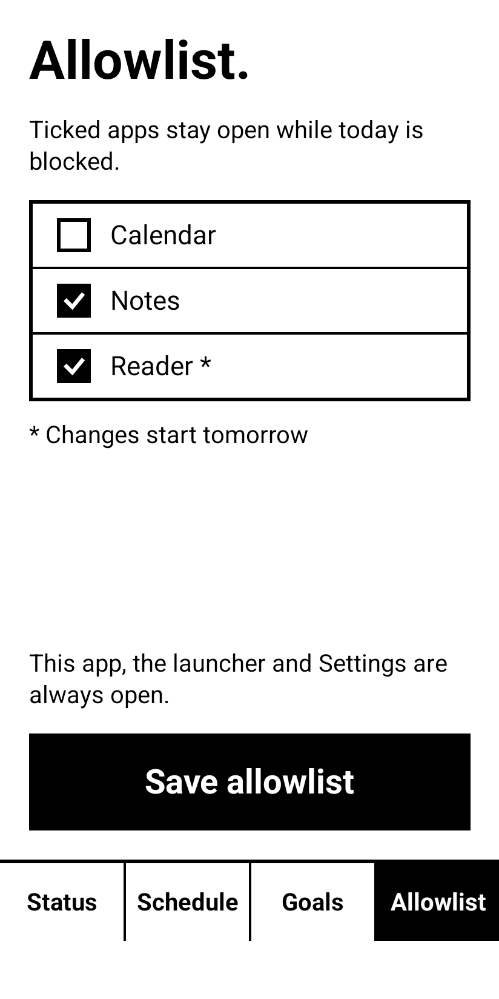 Allowlist.
Ticked apps stay open while today is
blocked.
Calendar
Notes
Reader *
* Changes start tomorrow
This app, the launcher and Settings are
always open.
Save allowlist
Status
Schedule
Goals
Allowlist